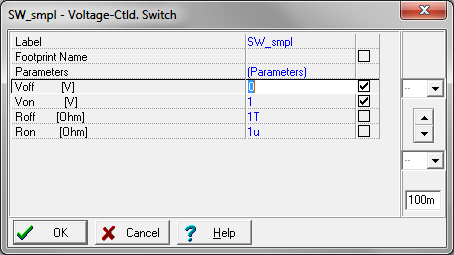 SW_smpl - Voltage-Ctld. Switch
Label SW_smpl
Footprint Name
Parameters (Parameters)
Voff [V] 0
Von [V] 1
Roff [Ohm] 1T
Ron [Ohm] 1u
--
--
100m
OK Cancel ? Help